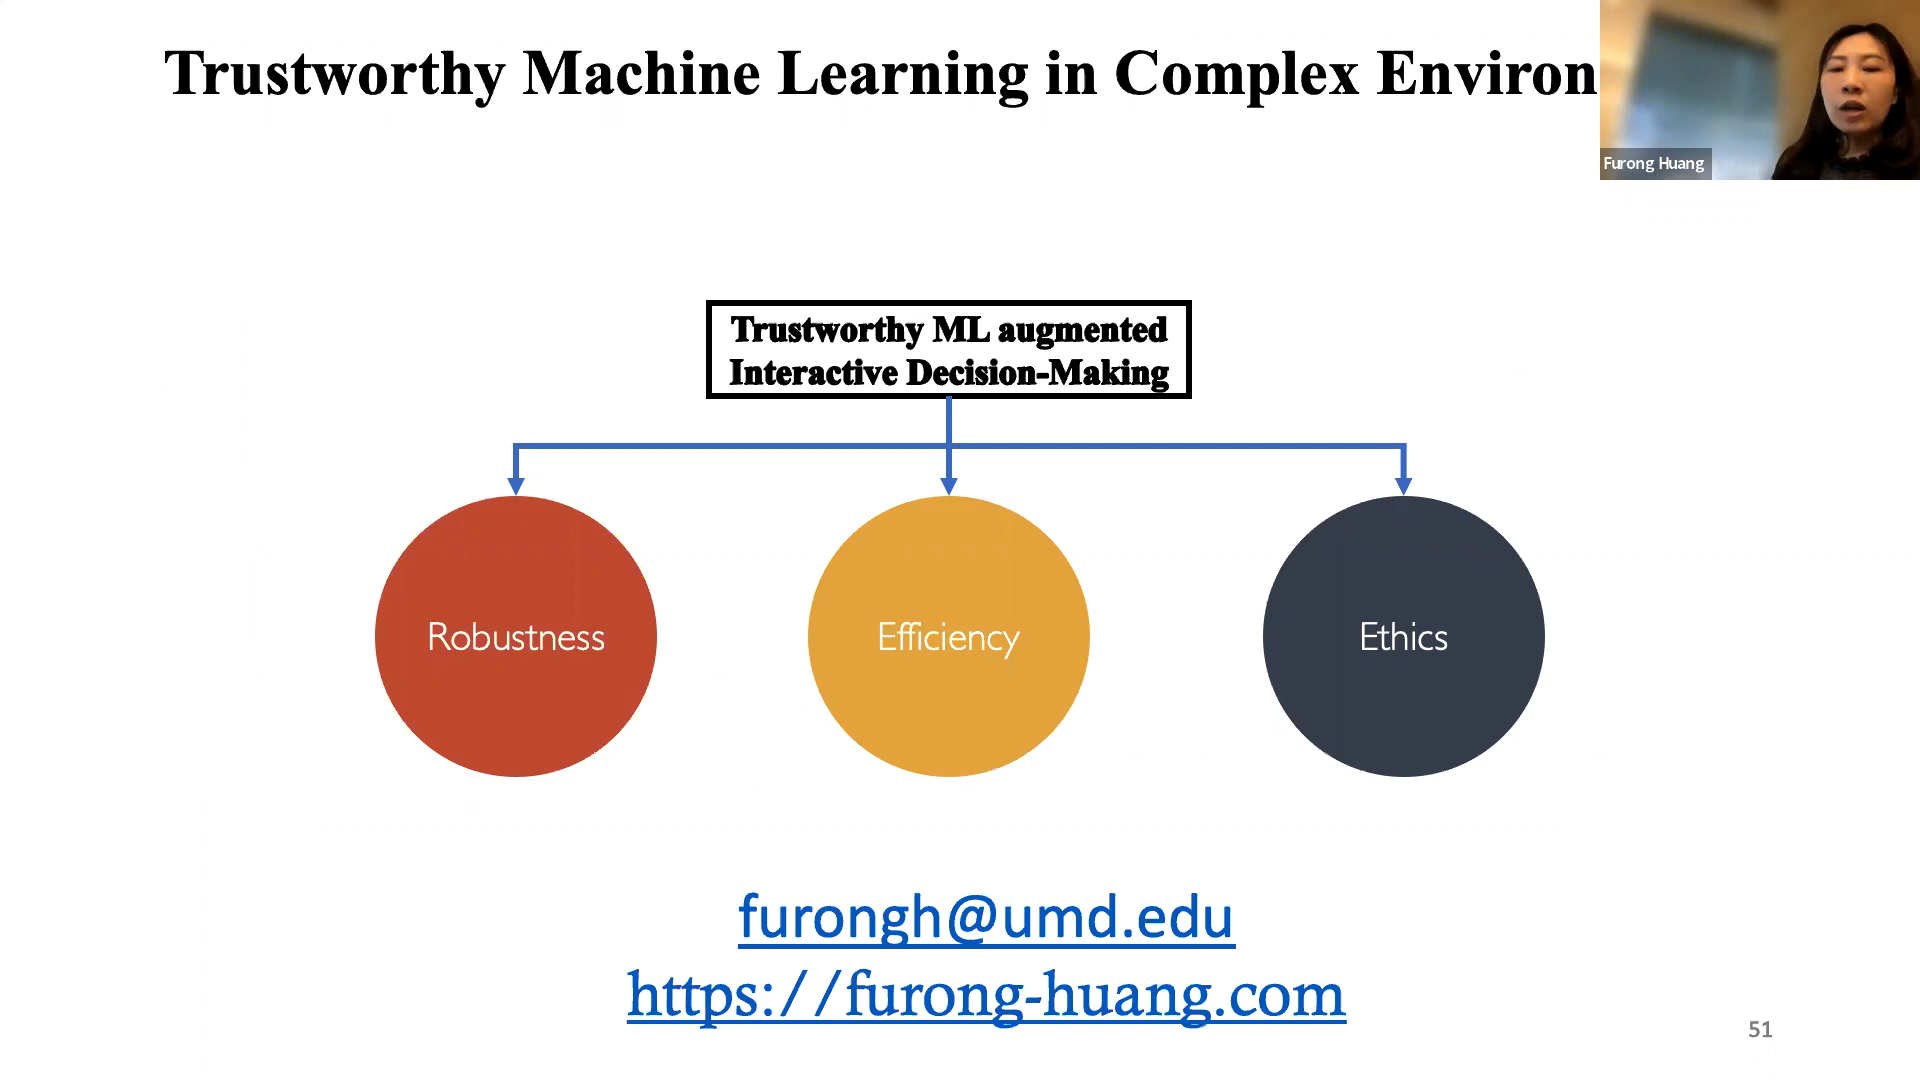 Trustworthy Machine Learning in Complex Environ
Furong Huang
Trustworthy ML augmented
Interactive Decision-Making
Robustness
Efficiency
Ethics
furongh@umd.edu
https://furong-huang.com
51